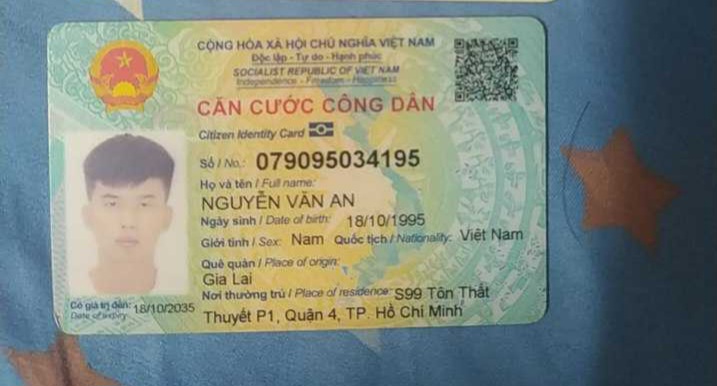 CỘNG HÒA XÃ HỘI CHỦ NGHĨA VIỆT NAM
Độc lập - Tự do - Hạnh phúc
SOCIALIST REPUBLIC OF VIET NAM
Independence - Freedom - Happiness
CĂN CƯỚC CÔNG DÂN
Citizen Identity Card
Số / No.: 079095034195
Họ và tên / Full name:
NGUYỄN VĂN AN
Ngày sinh / Date of birth: 18/10/1995
Giới tính / Sex: Nam Quốc tịch / Nationality: Việt Nam
Quê quán / Place of origin:
Gia Lai
Nơi thường trú / Place of residence: S99 Tôn Thất
Thuyết P1, Quận 4, TP. Hồ Chí Minh
Có giá trị đến: 18/10/2035
Date of expiry